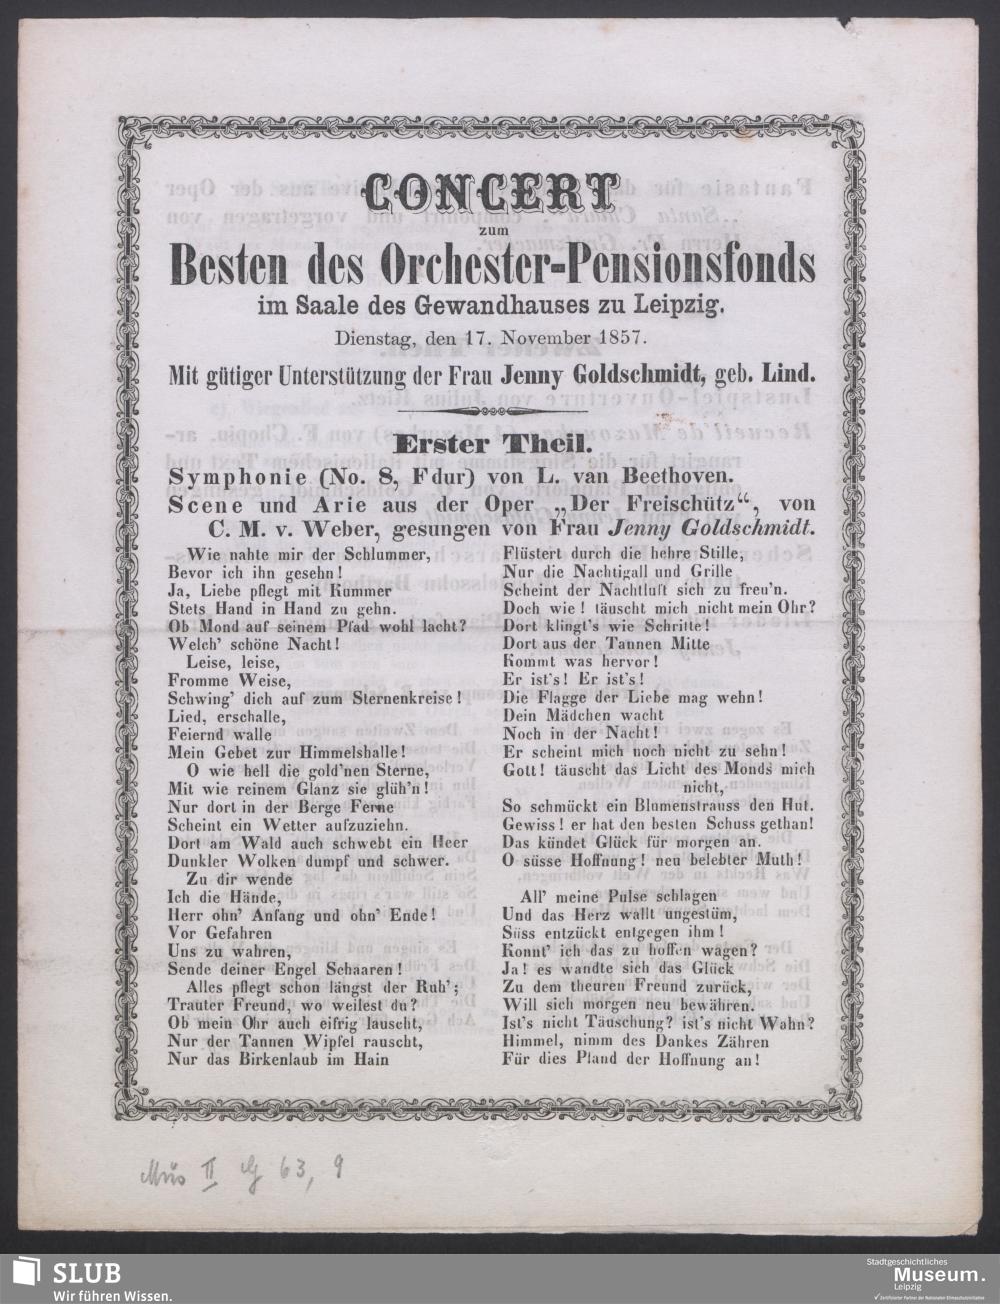 CONCERT
zum
Besten des Orchester-Pensionsfonds
im Saale des Gewandhauses zu Leipzig.
Dienstag, den 17. November 1857.
Mit gütiger Unterstützung der Frau Jenny Goldschmidt, geb. Lind.
Erster Theil.
Symphonie (No. 8, Fdur) von L. van Beethoven.
Scene und Arie aus der Oper „Der Freischütz“, von
C. M. v. Weber, gesungen von Frau Jenny Goldschmidt.
Wie nahte mir der Schlummer,
Bevor ich ihn gesehn!
Ja, Liebe pflegt mit Kummer
Stets Hand in Hand zu gehn.
Ob Mond auf seinem Pfad wohl lacht?
Welch' schöne Nacht!
Leise, leise,
Fromme Weise,
Schwing' dich auf zum Sternenkreise!
Lied, erschalle,
Feiernd walle
Mein Gebet zur Himmelshalle!
O wie hell die gold'nen Sterne,
Mit wie reinem Glanz sie glüh'n!
Nur dort in der Berge Ferne
Scheint ein Wetter aufzuziehn.
Dort am Wald auch schwebt ein Heer
Dunkler Wolken dumpf und schwer.
Zu dir wende
Ich die Hände,
Herr ohn' Anfang und ohn' Ende!
Vor Gefahren
Uns zu wahren,
Sende deiner Engel Schaaren!
Alles pflegt schon längst der Ruh';
Trauter Freund, wo weilest du?
Ob mein Ohr auch eifrig lauscht,
Nur der Tannen Wipfel rauscht,
Nur das Birkenlaub im Hain
Flüstert durch die hehre Stille,
Nur die Nachtigall und Grille
Scheint der Nachtluft sich zu freu'n.
Doch wie! täuscht mich nicht mein Ohr?
Dort klingt's wie Schritte!
Dort aus der Tannen Mitte
Kommt was hervor!
Er ist's! Er ist's!
Die Flagge der Liebe mag wehn!
Dein Mädchen wacht
Noch in der Nacht!
Er scheint mich noch nicht zu sehn!
Gott! täuscht das Licht des Monds mich
nicht,
So schmückt ein Blumenstrauss den Hut.
Gewiss! er hat den besten Schuss gethan!
Das kündet Glück für morgen an.
O süsse Hoffnung! neu belebter Muth!
All' meine Pulse schlagen
Und das Herz wallt ungestüm,
Süss entzückt entgegen ihm!
Konnt' ich das zu hoffen wagen?
Ja! es wandte sich das Glück
Zu dem theuren Freund zurück,
Will sich morgen neu bewähren.
Ist's nicht Täuschung? ist's nicht Wahn?
Himmel, nimm des Dankes Zähren
Für dies Pfand der Hoffnung an!
Mus II G 63, 9
SLUB
Wir führen Wissen.
Stadtgeschichtliches
Museum.
Leipzig
Zertifizierter Partner der Nationalen Klimaschutzinitiative